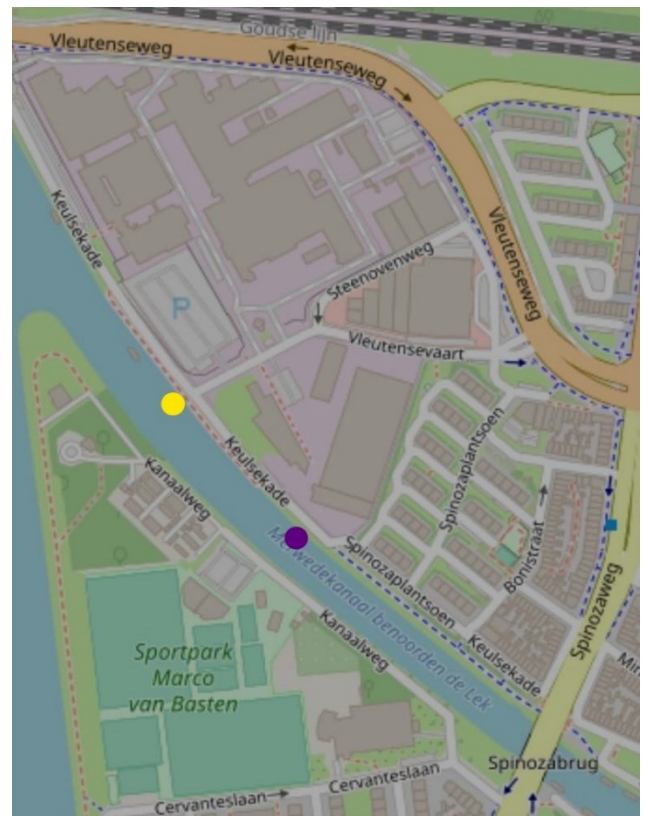 Goudse lijn
Vleutenseweg
Vleutenseweg
Keulsekade
Steenovenweg
Vleutenseweg
P
Vleutensevaart
Keulsekade
Spinozaplantsoen
Kanaalweg
Bonistraat
Spinozaplantsoen
Merwedekanaal benoorden de Lek
Kanaalweg
Spinozaweg
Keulsekade
Sportpark
Marco
van Basten
Spinozabrug
Cervanteslaan
Cervanteslaan